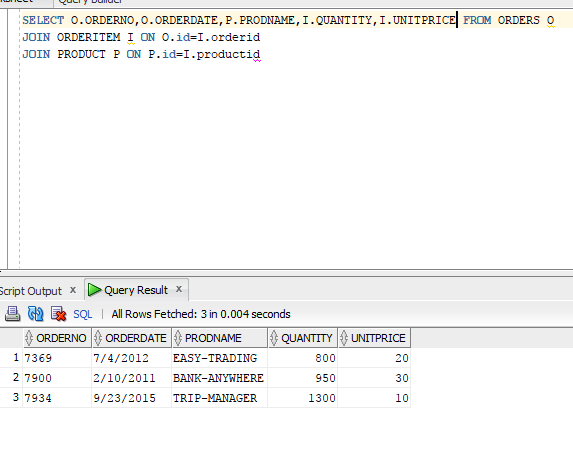 Query Builder
SELECT O.ORDERNO,O.ORDERDATE,P.PRODNAME,I.QUANTITY,I.UNITPRICE FROM ORDERS O
JOIN ORDERITEM I ON O.id=I.orderid
JOIN PRODUCT P ON P.id=I.productid
Script Output x Query Result x
SQL | All Rows Fetched: 3 in 0.004 seconds
ORDERNO ORDERDATE PRODNAME QUANTITY UNITPRICE
1 7369 7/4/2012 EASY-TRADING 800 20
2 7900 2/10/2011 BANK-ANYWHERE 950 30
3 7934 9/23/2015 TRIP-MANAGER 1300 10